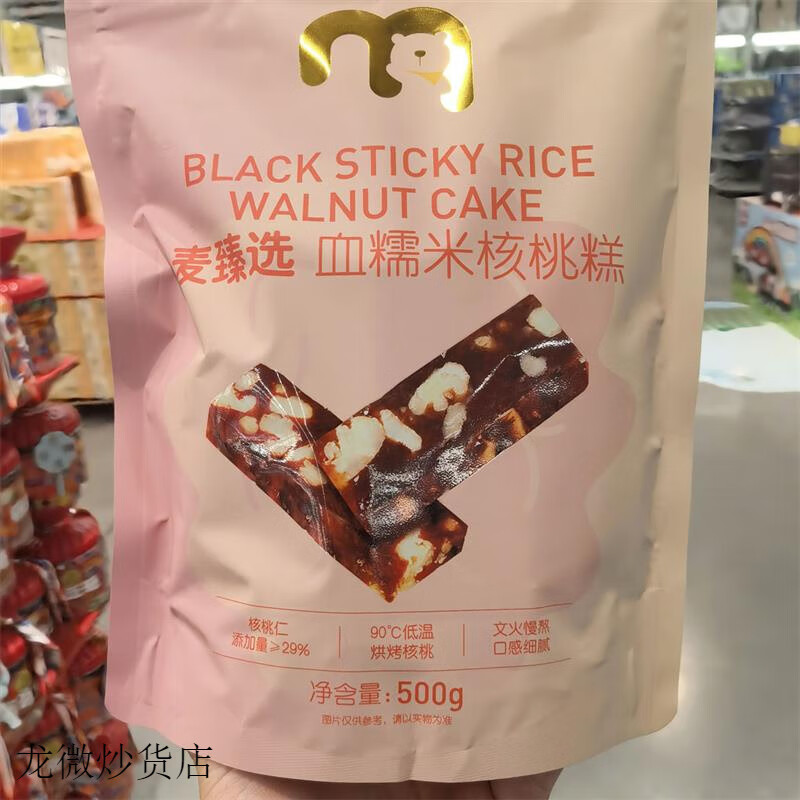 BLACK STICKY RICE
WALNUT CAKE
麦臻选 血糯米核桃糕
核桃仁
添加量≥29%
90℃低温
烘烤核桃
文火慢熬
口感细腻
净含量:500g
图片仅供参考，请以实物为准
龙微炒货店